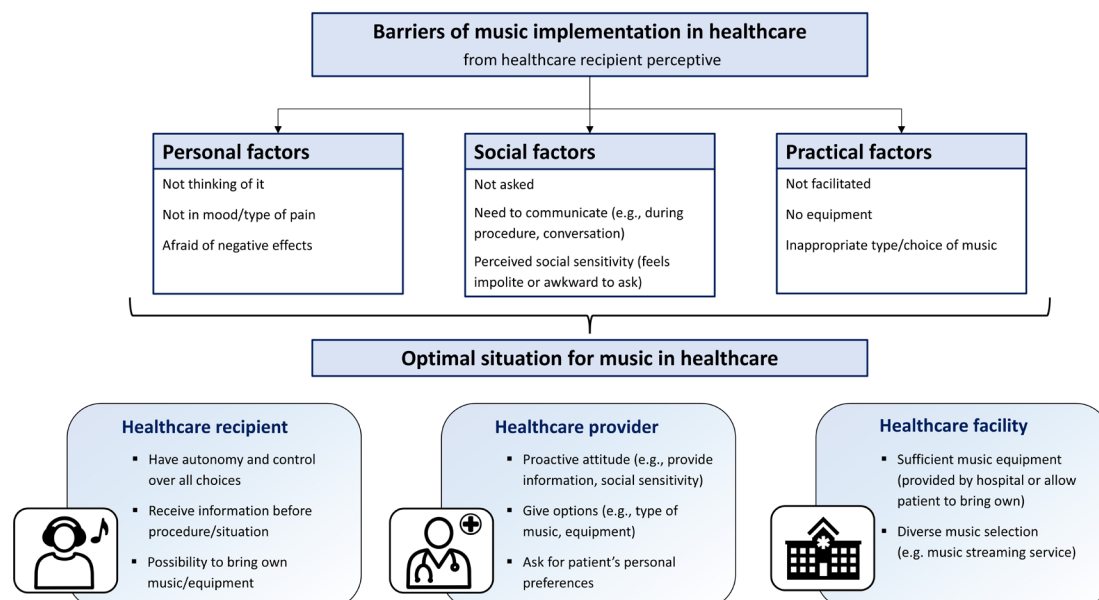 Barriers of music implementation in healthcare
from healthcare recipient perceptive
Personal factors
Not thinking of it
Not in mood/type of pain
Afraid of negative effects
Social factors
Not asked
Need to communicate (e.g., during
procedure, conversation)
Perceived social sensitivity (feels
impolite or awkward to ask)
Practical factors
Not facilitated
No equipment
Inappropriate type/choice of music
Optimal situation for music in healthcare
Healthcare recipient
▪ Have autonomy and control
over all choices
▪ Receive information before
procedure/situation
▪ Possibility to bring own
music/equipment
Healthcare provider
▪ Proactive attitude (e.g., provide
information, social sensitivity)
▪ Give options (e.g., type of
music, equipment)
▪ Ask for patient's personal
preferences
Healthcare facility
▪ Sufficient music equipment
(provided by hospital or allow
patient to bring own)
▪ Diverse music selection
(e.g. music streaming service)